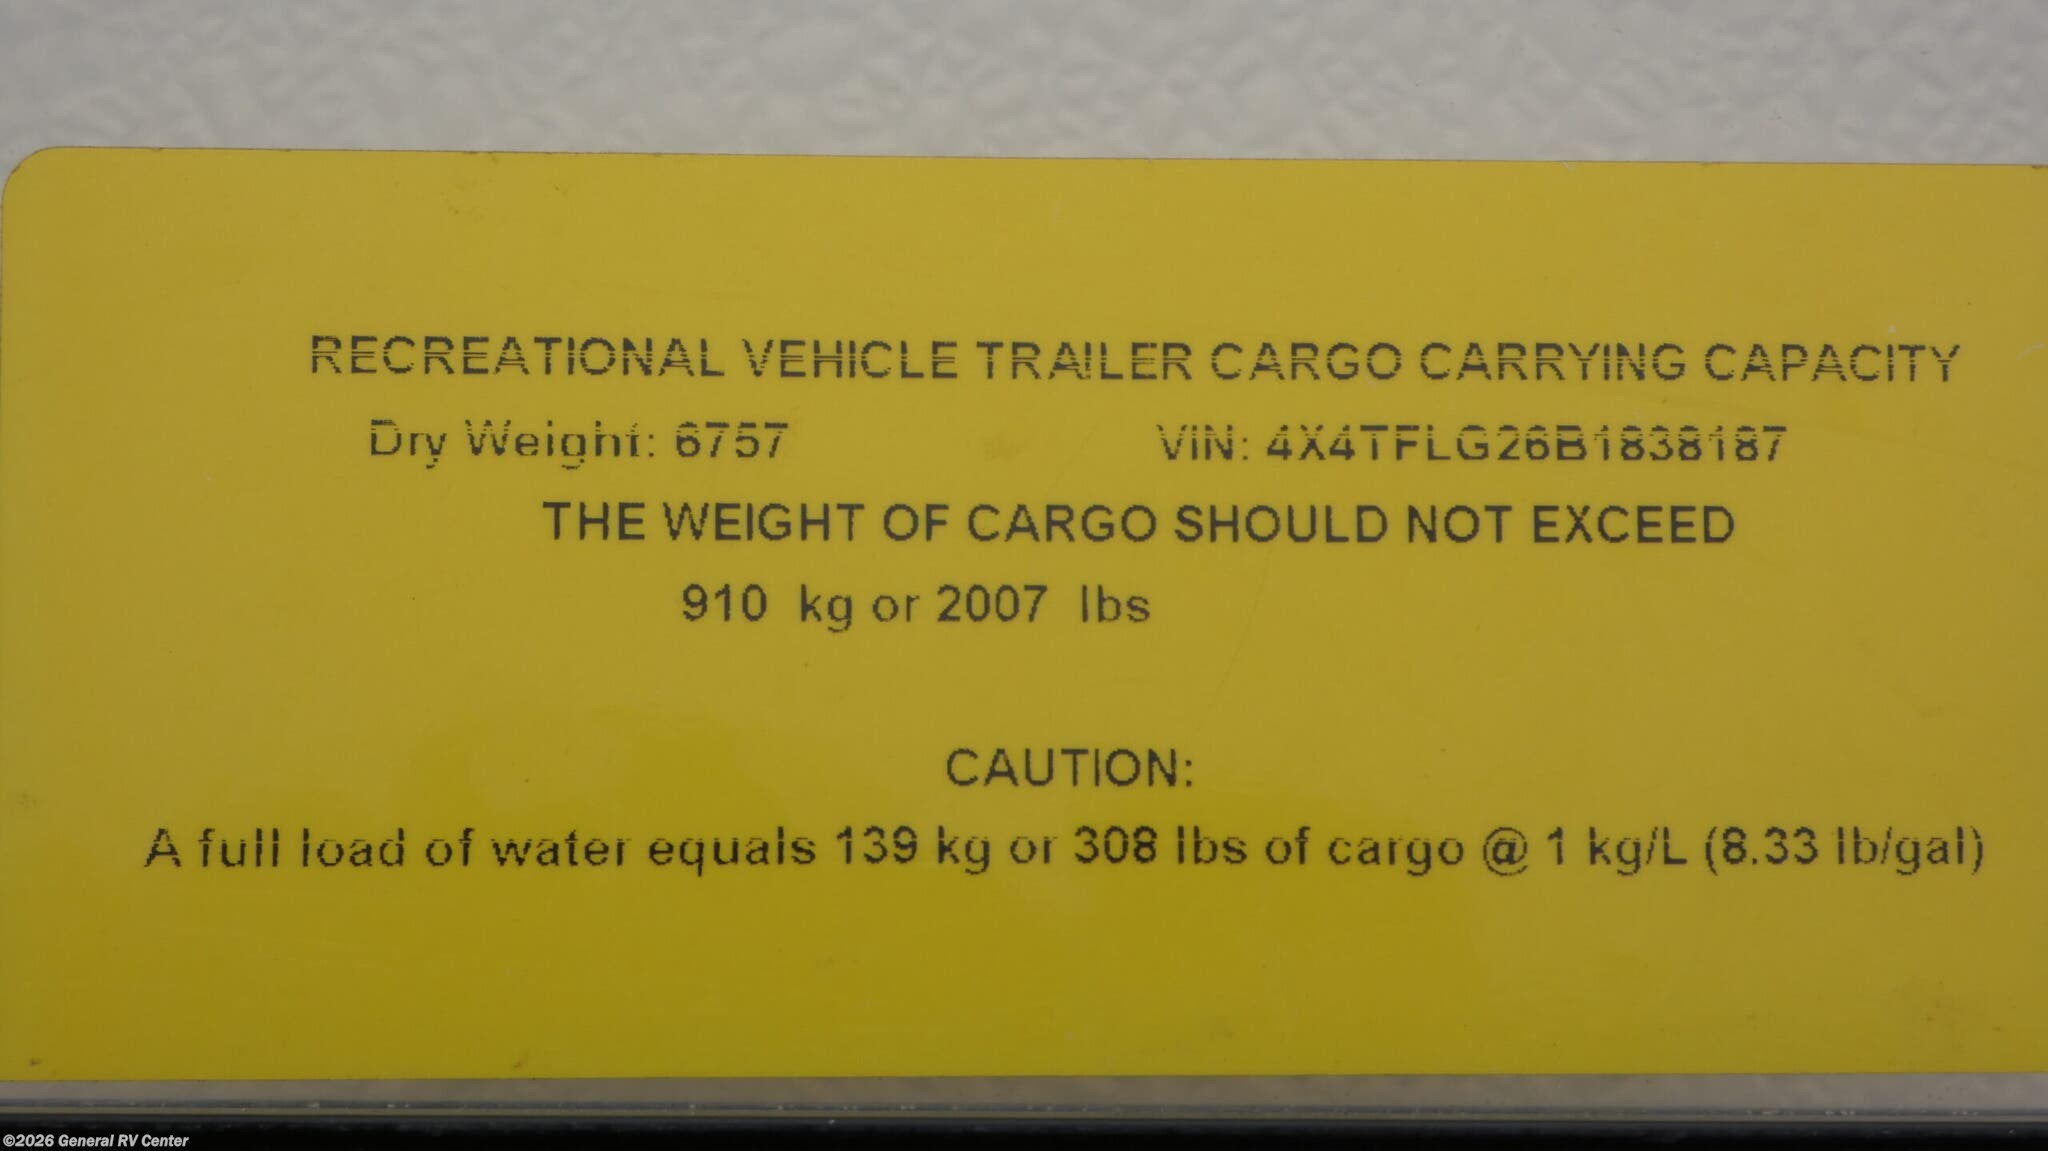 RECREATIONAL VEHICLE TRAILER CARGO CARRYING CAPACITY
Dry Weight: 6757 VIN: 4X4TFLG26B1838187
THE WEIGHT OF CARGO SHOULD NOT EXCEED
910 kg or 2007 lbs
CAUTION:
A full load of water equals 139 kg or 308 lbs of cargo @ 1 kg/L (8.33 lb/gal)
©2026 General RV Center